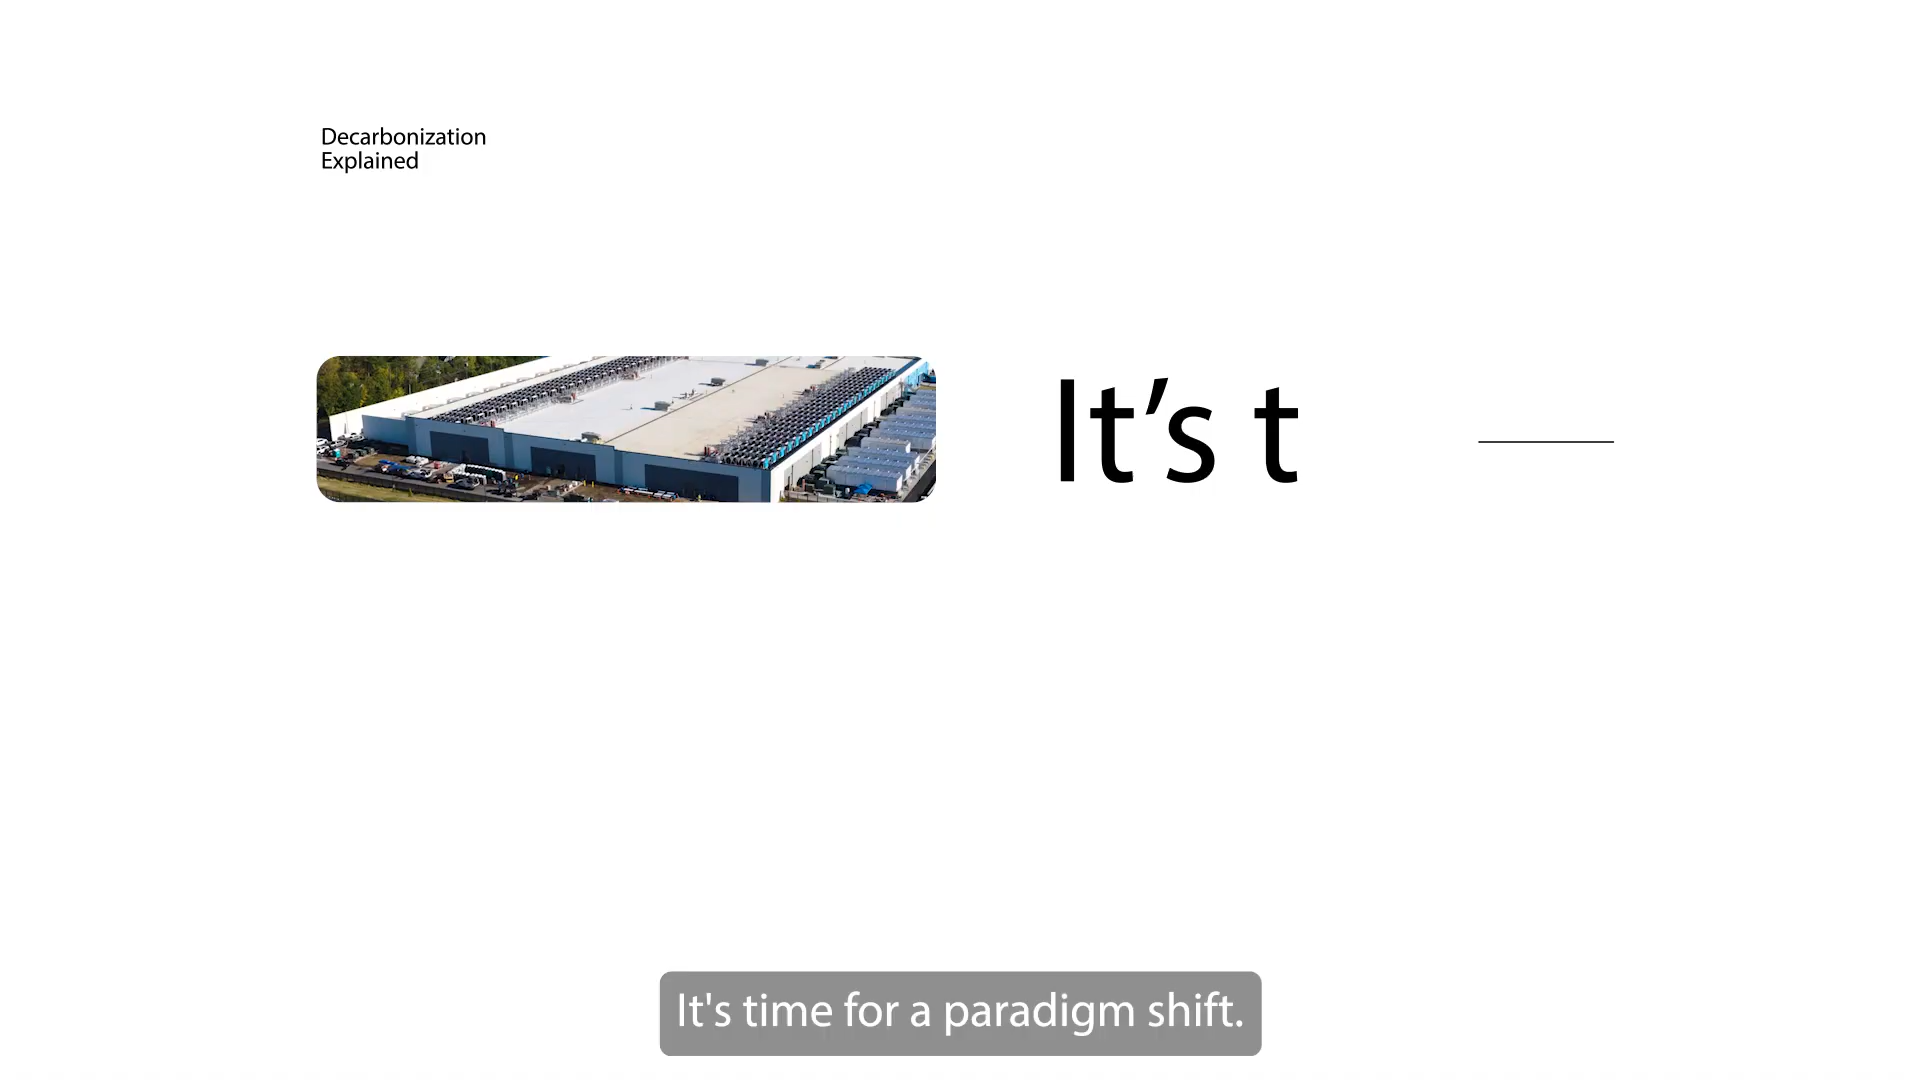 Decarbonization
Explained
It’s t
It's time for a paradigm shift.